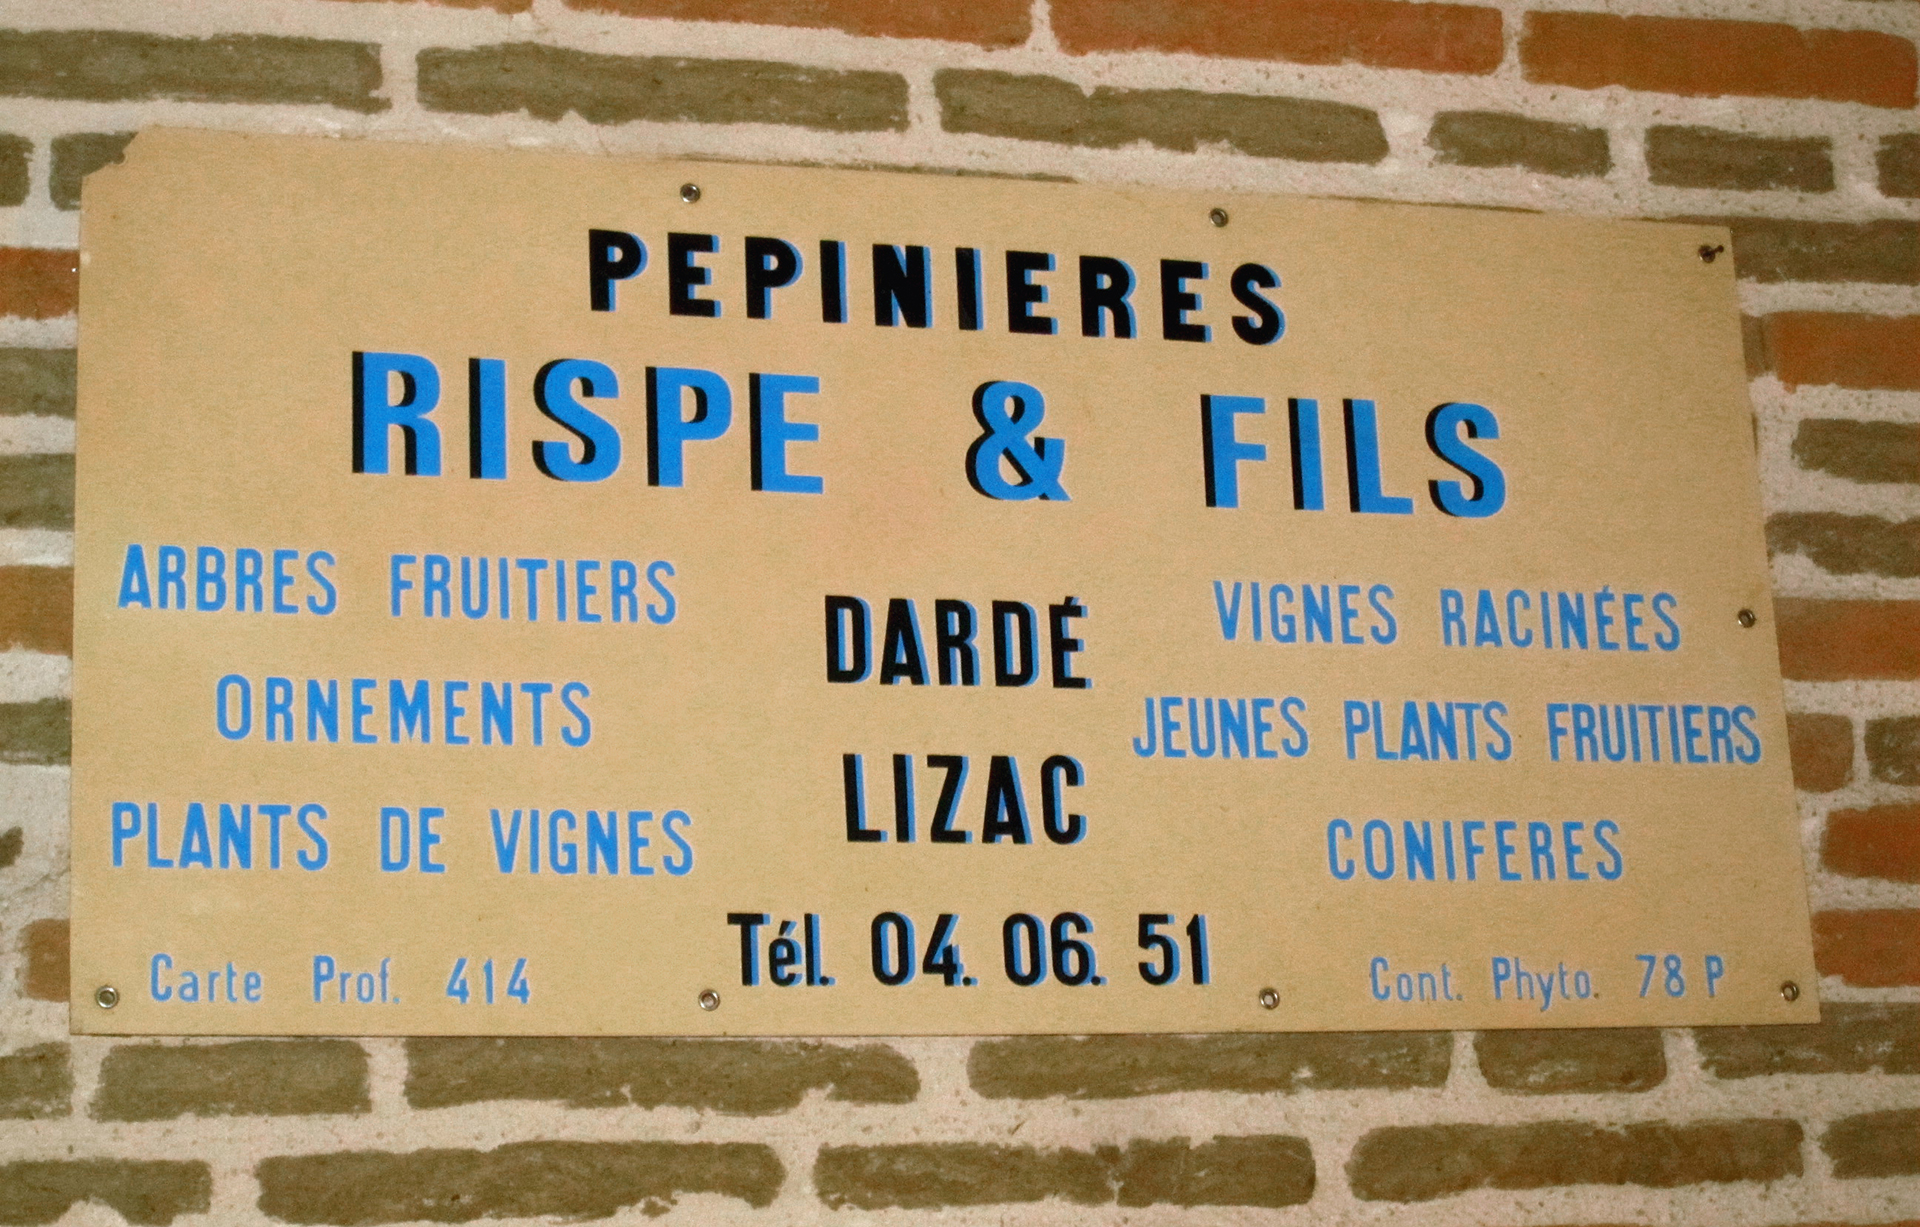 PEPINIERES
RISPE & FILS
ARBRES FRUITIERS
ORNEMENTS
PLANTS DE VIGNES
DARDÉ
LIZAC
VIGNES RACINÉES
JEUNES PLANTS FRUITIERS
CONIFERES
Carte Prof. 414
Tél. 04. 06. 51
Cont. Phyto. 78 P